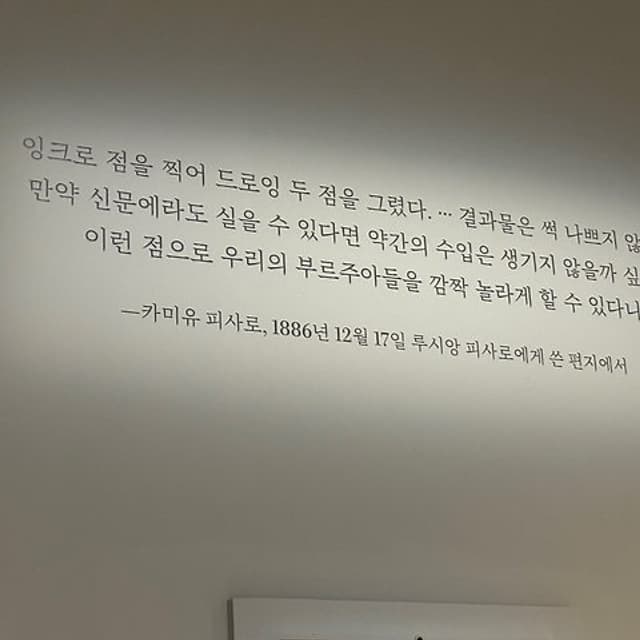 잉크로 점을 찍어 드로잉 두 점을 그렸다. … 결과물은 썩 나쁘지 않
만약 신문에라도 실을 수 있다면 약간의 수입은 생기지 않을까 싶
이런 점으로 우리의 부르주아들을 깜짝 놀라게 할 수 있다니
—카미유 피사로, 1886년 12월 17일 루시앙 피사로에게 쓴 편지에서